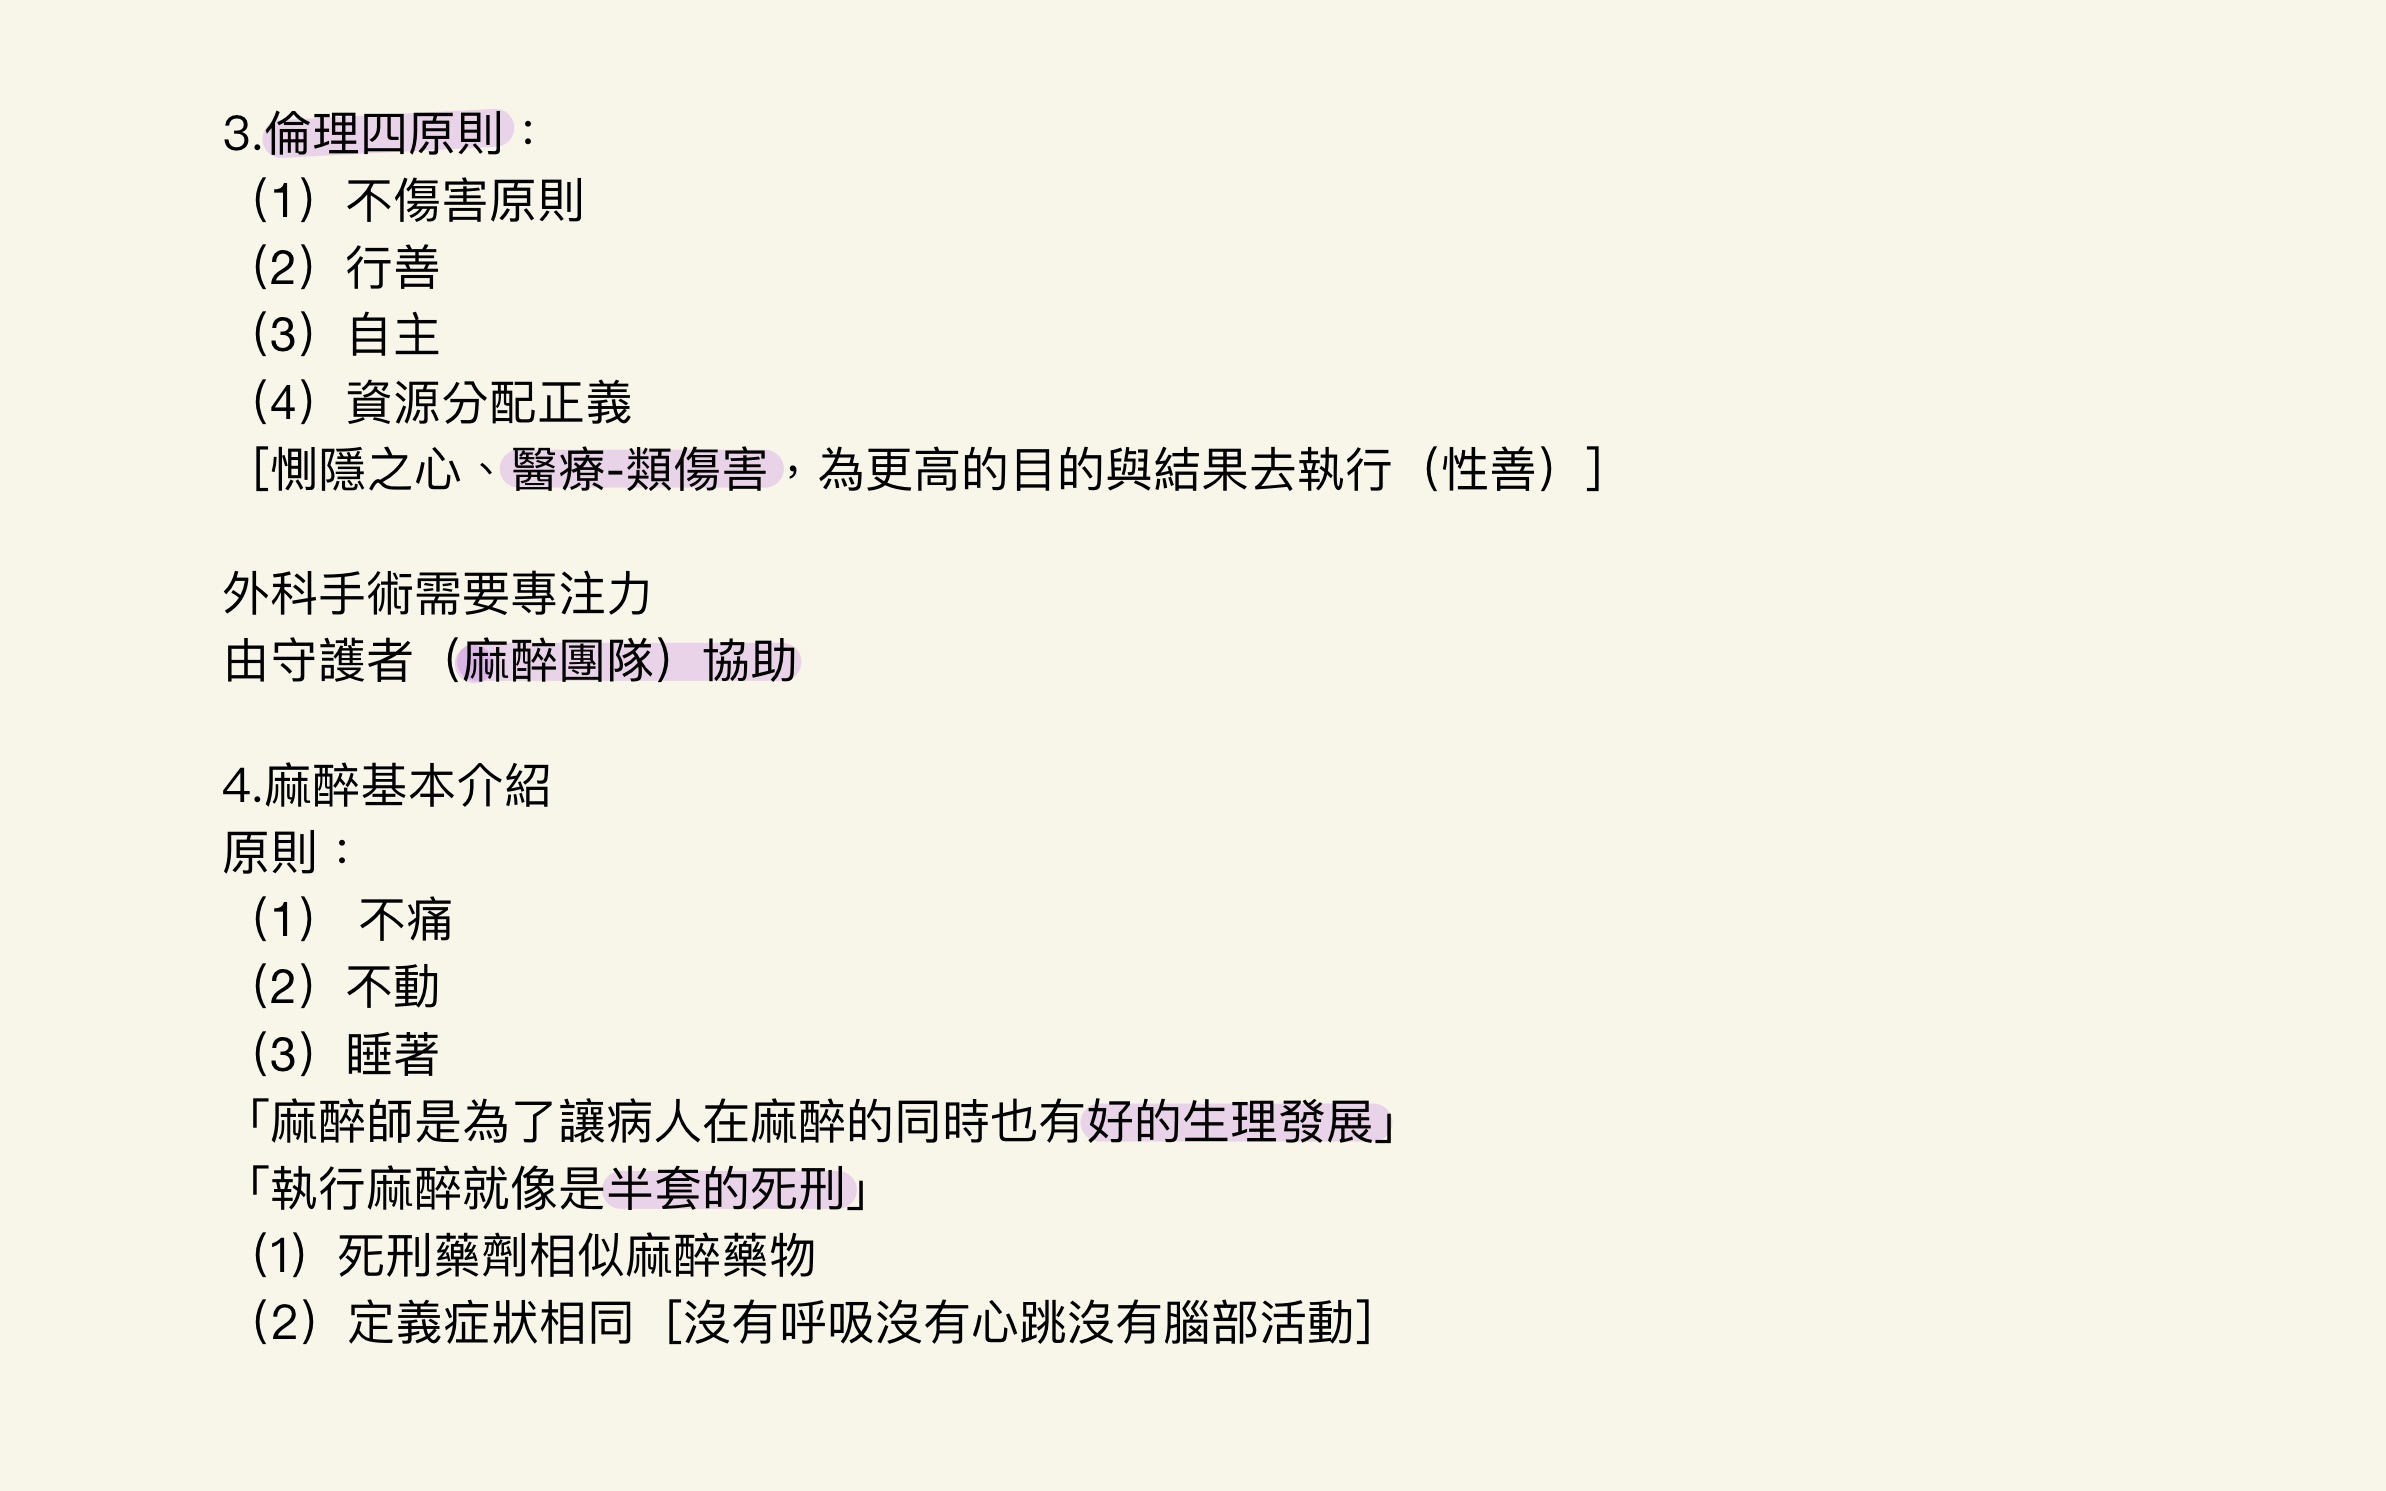 3.倫理四原則：
（1）不傷害原則
（2）行善
（3）自主
（4）資源分配正義
［惻隱之心、醫療-類傷害，為更高的目的與結果去執行（性善）］
外科手術需要專注力
由守護者（麻醉團隊）協助
4.麻醉基本介紹
原則：
（1） 不痛
（2）不動
（3）睡著
「麻醉師是為了讓病人在麻醉的同時也有好的生理發展」
「執行麻醉就像是半套的死刑」
（1）死刑藥劑相似麻醉藥物
（2）定義症狀相同［沒有呼吸沒有心跳沒有腦部活動］